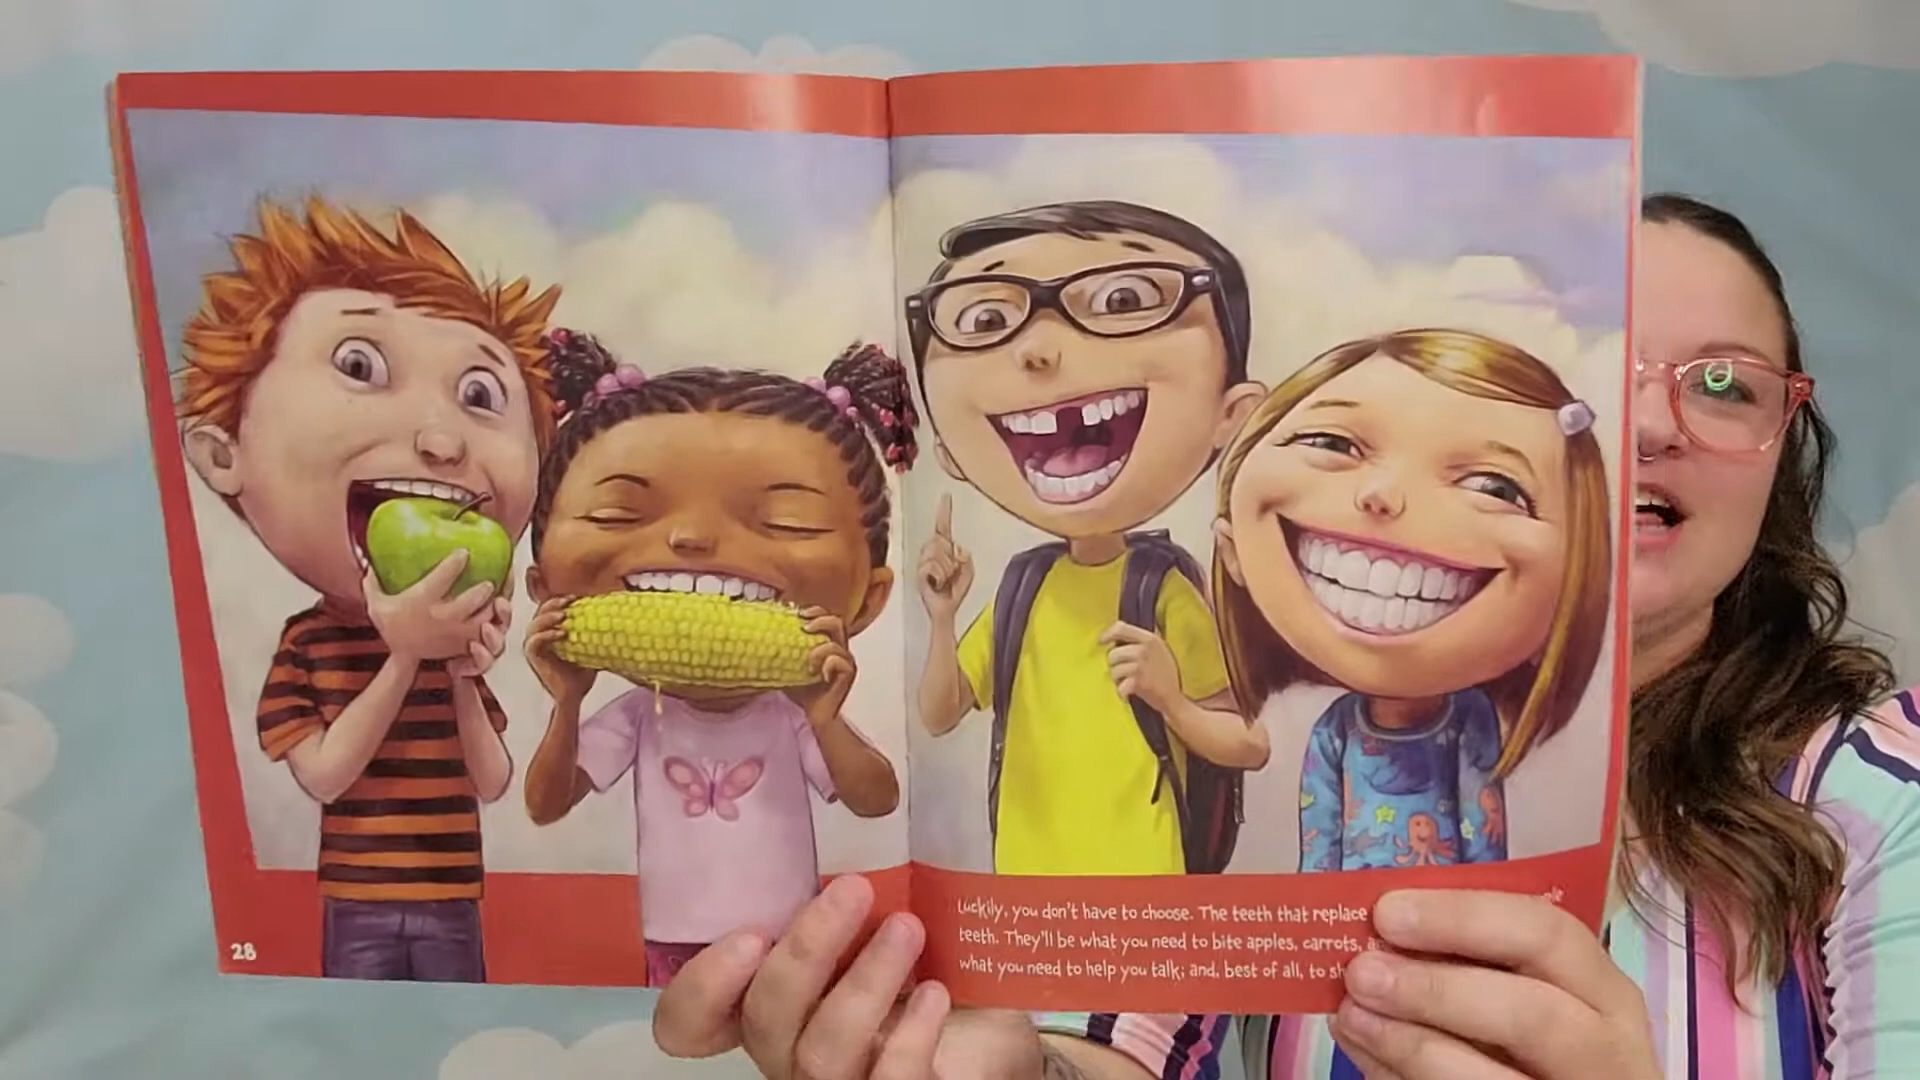 28
Luckily, you don't have to choose. The teeth that replace
teeth. They'll be what you need to bite apples, carrots,
what you need to help you talk; and, best of all, to